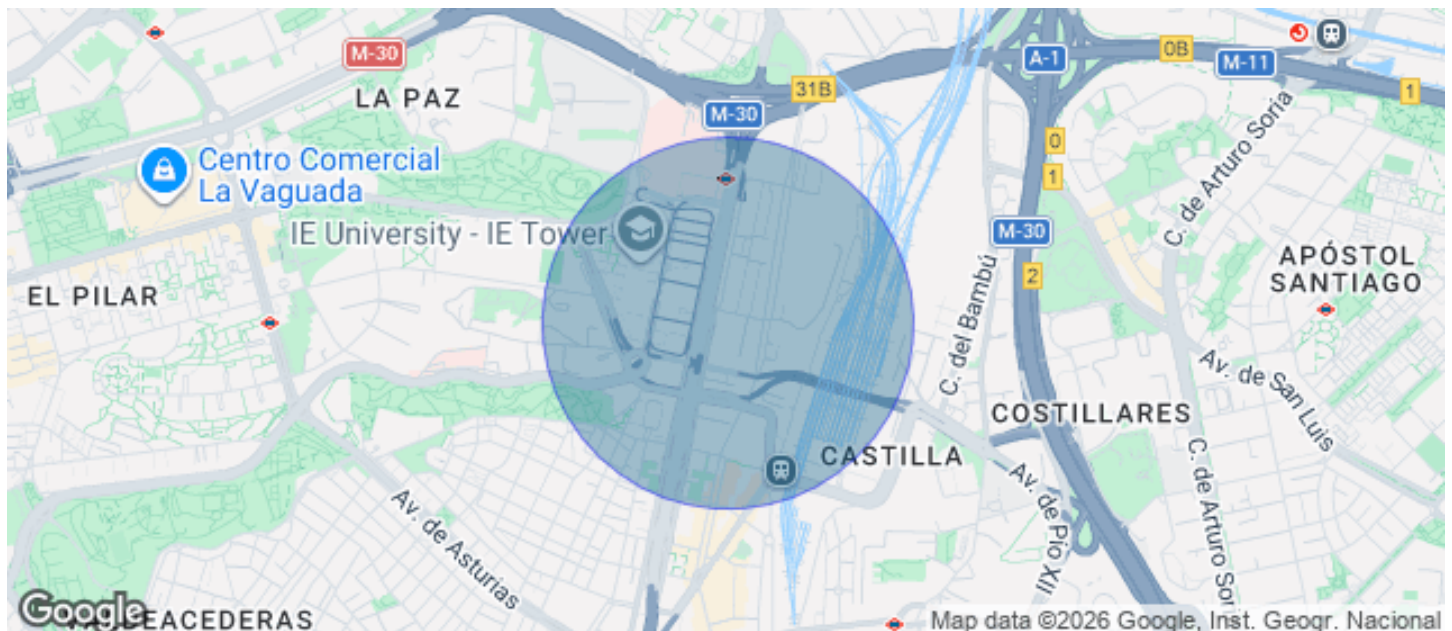 M-30
LA PAZ
31B
M-30
A-1
0B
M-11
1
Centro Comercial
La Vaguada
IE University - IE Tower
0
1
C. de Arturo Soria
M-30
2
APÓSTOL
SANTIAGO
EL PILAR
C. del Bambú
Av. de San Luis
COSTILLARES
CASTILLA
Av. de Asturias
Av. de Pío XII
C. de Arturo Sor
Google
VALDEACEDERAS
Map data ©2026 Google, Inst. Geogr. Nacional